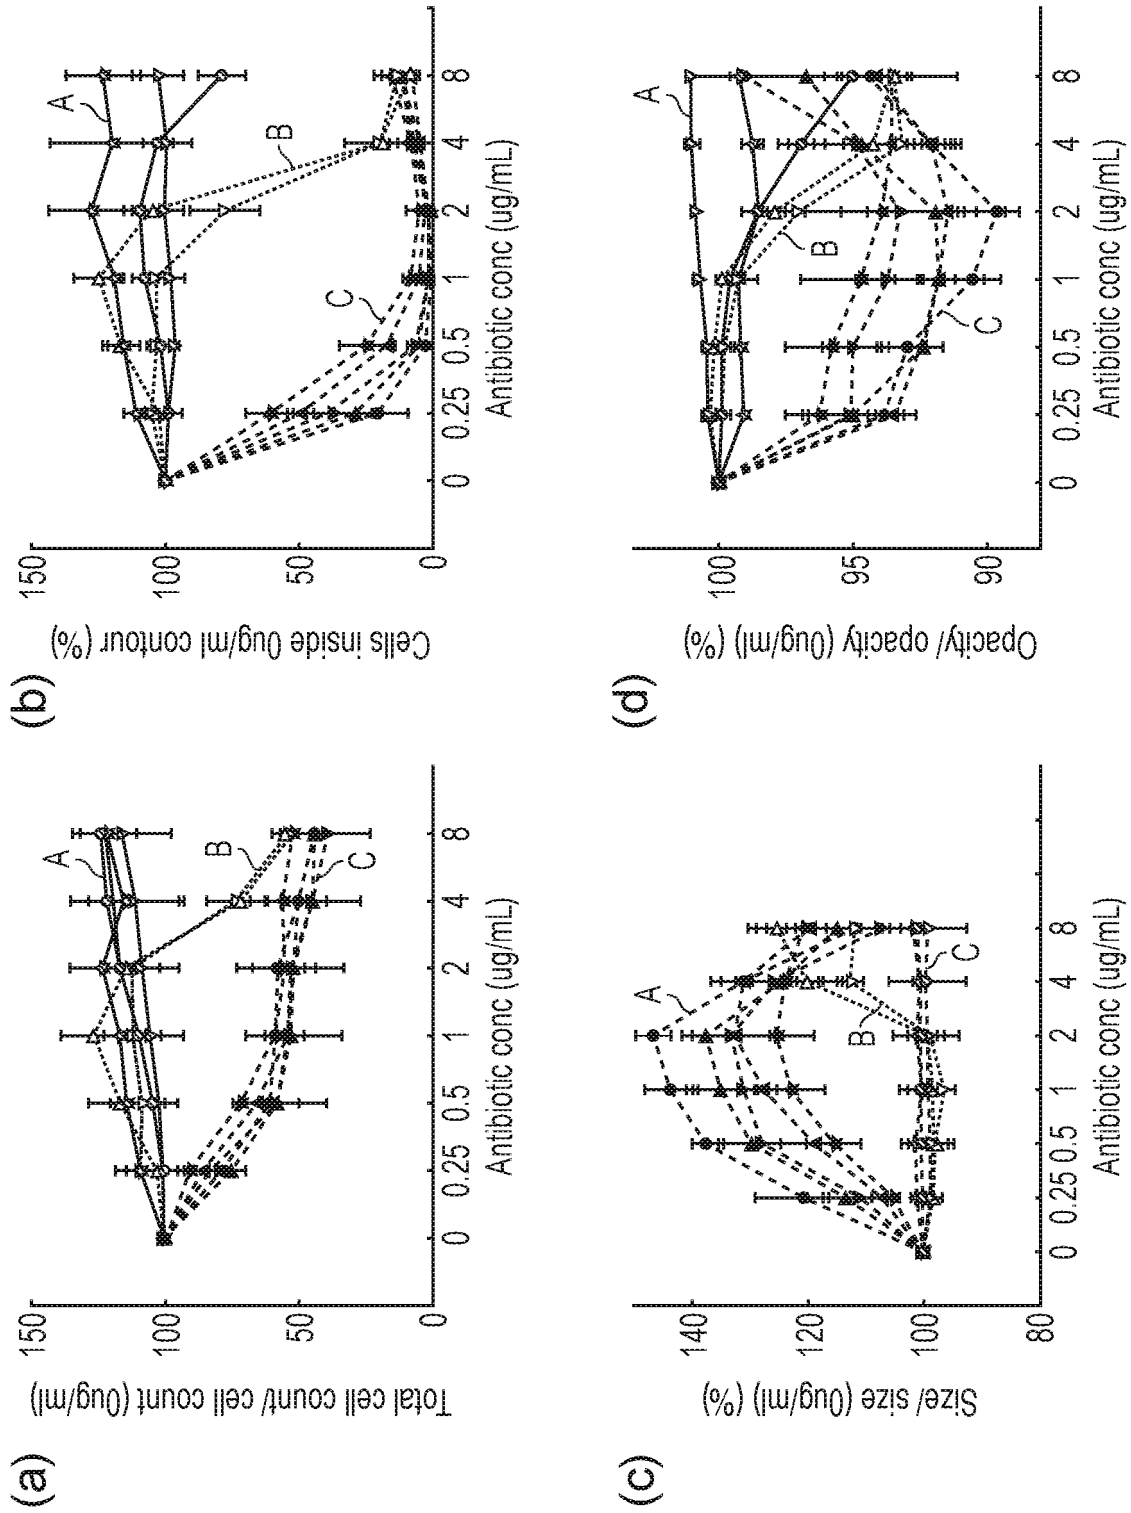 (a)
Total cell count/ cell count (0ug/ml)
150
100
50
0
A
B
C
0 0.25 0.5 1 2 4 8
Antibiotic conc (ug/mL)
(b)
Cells inside 0ug/ml contour (%)
150
100
50
0
A
B
C
0 0.25 0.5 1 2 4 8
Antibiotic conc (ug/mL)
(c)
Size/ size (0ug/ml) (%)
140
120
100
80
A
B
C
0 0.25 0.5 1 2 4 8
Antibiotic conc (ug/mL)
(d)
Opacity/ opacity (0ug/ml) (%)
100
95
90
A
B
C
0 0.25 0.5 1 2 4 8
Antibiotic conc (ug/mL)